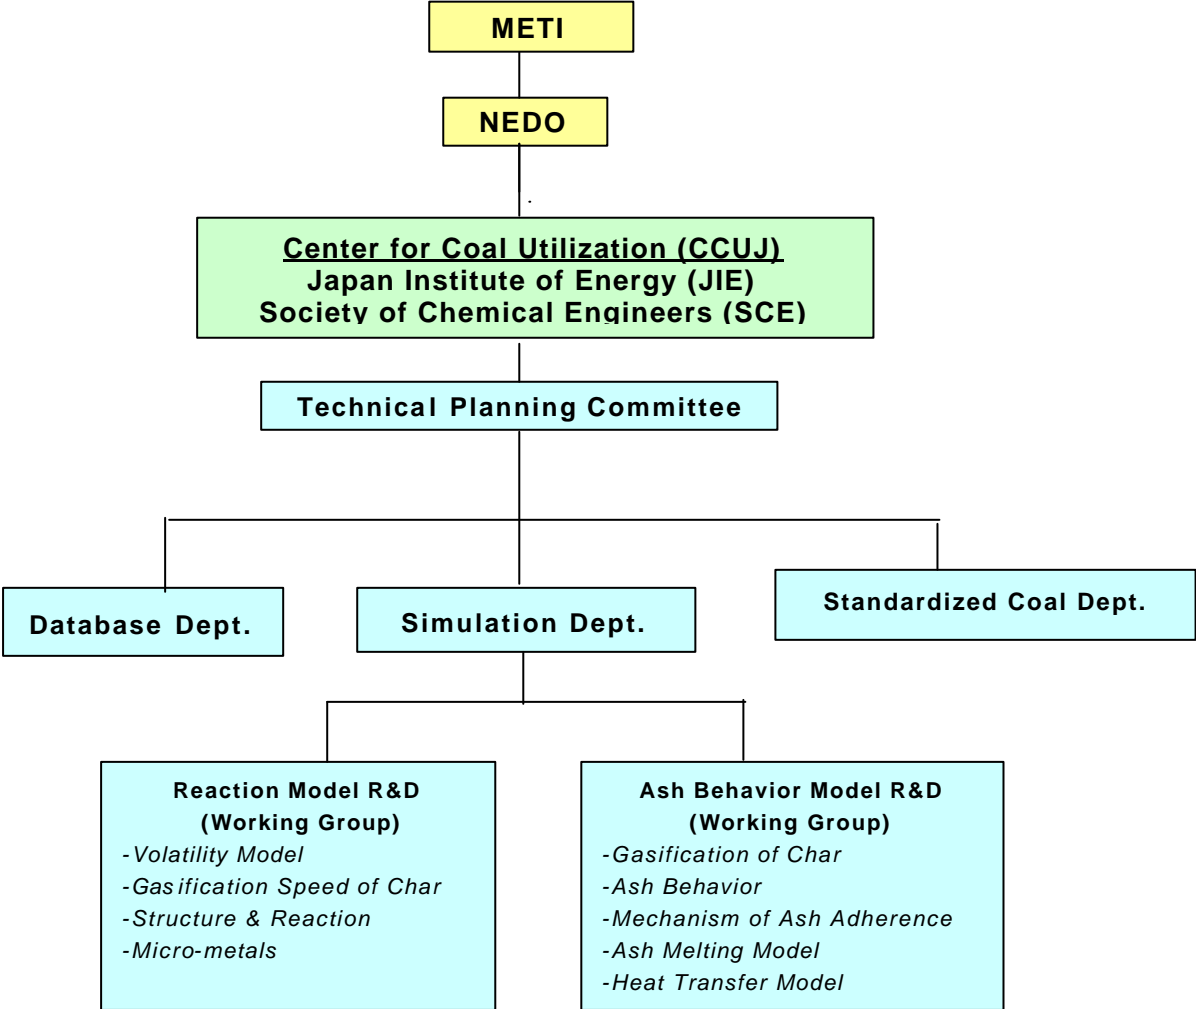 METI
NEDO
Center for Coal Utilization (CCUJ)
Japan Institute of Energy (JIE)
Society of Chemical Engineers (SCE)
Technical Planning Committee
Database Dept.
Simulation Dept.
Standardized Coal Dept.
Reaction Model R&D
(Working Group)
-Volatility Model
-Gasification Speed of Char
-Structure & Reaction
-Micro-metals
Ash Behavior Model R&D
(Working Group)
-Gasification of Char
-Ash Behavior
-Mechanism of Ash Adherence
-Ash Melting Model
-Heat Transfer Model